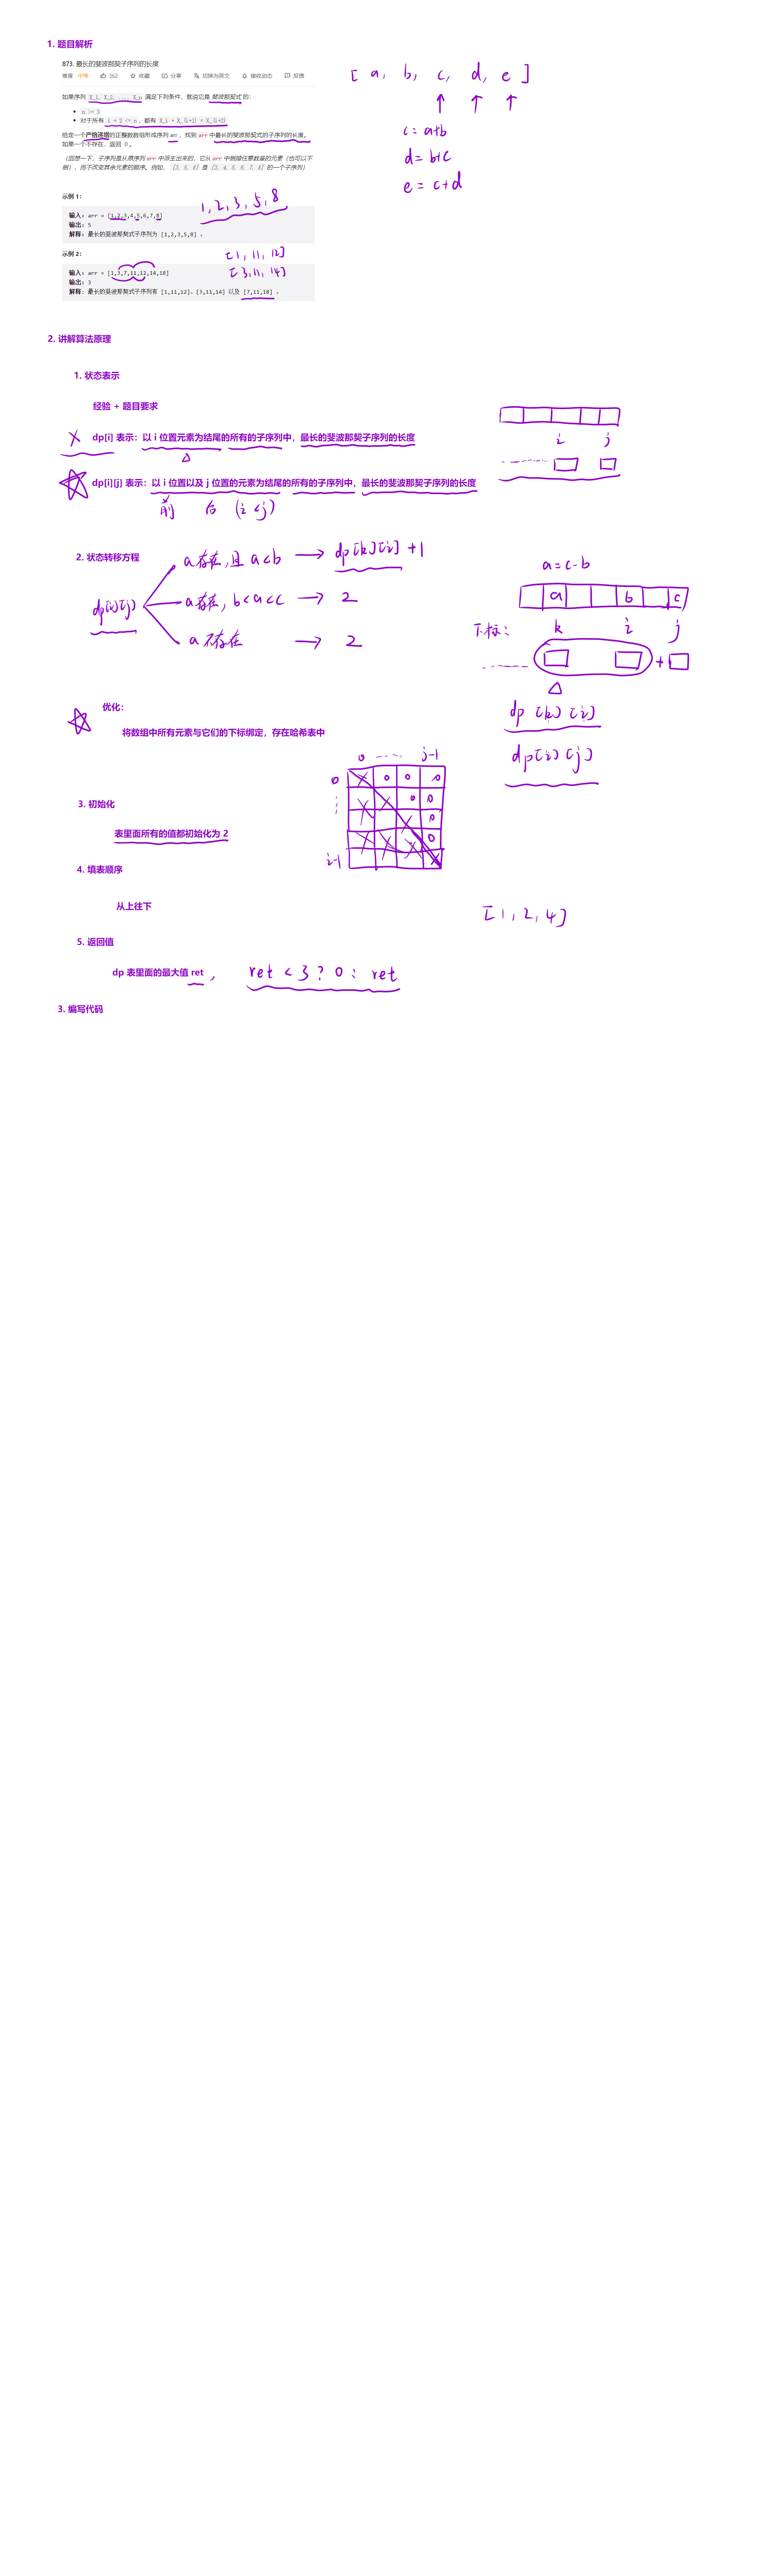 1. 题目解析
873. 最长的斐波那契子序列的长度
难度 中等 362 收藏 分享 切换为英文 接收动态 反馈
[ a, b, c, d, e ]
如果序列 X_1, X_2, ..., X_n 满足下列条件，就说它是 斐波那契式 的：
n >= 3
对于所有 i + 2 <= n，都有 X_i + X_{i+1} = X_{i+2}
c = a+b
给定一个严格递增的正整数数组形成序列 arr ，找到 arr 中最长的斐波那契式的子序列的长度。
如果一个不存在，返回 0 。
d = b+c
（回想一下，子序列是从原序列 arr 中派生出来的，它从 arr 中删掉任意数量的元素（也可以不
删），而不改变其余元素的顺序。例如， [3, 5, 8] 是 [3, 4, 5, 6, 7, 8] 的一个子序列）
e = c+d
示例 1：
1, 2, 3, 5, 8
输入: arr = [1,2,3,4,5,6,7,8]
输出: 5
解释: 最长的斐波那契式子序列为 [1,2,3,5,8] 。
示例 2：
[1, 11, 12]
输入: arr = [1,3,7,11,12,14,18]
[3, 11, 14]
输出: 3
解释: 最长的斐波那契式子序列有 [1,11,12]、[3,11,14] 以及 [7,11,18] 。
2. 讲解算法原理
1. 状态表示
经验 + 题目要求
dp[i] 表示：以 i 位置元素为结尾的所有的子序列中，最长的斐波那契子序列的长度
i j
dp[i][j] 表示：以 i 位置以及 j 位置的元素为结尾的所有的子序列中，最长的斐波那契子序列的长度
前 后 (i < j)
2. 状态转移方程
a 存在, 且 a<b → dp[k][i] + 1
a = c - b
dp[i][j]
a 存在, b<a<c → 2
a b c
下标: k i j
a 不存在 → 2
+
优化：
dp [k] [i]
将数组中所有元素与它们的下标绑定，存在哈希表中
dp[i] [j]
0 ---- j-1
0
i-1
3. 初始化
表里面所有的值都初始化为 2
4. 填表顺序
从上往下
[1, 2, 4]
5. 返回值
dp 表里面的最大值 ret , ret < 3 ? 0 : ret
3. 编写代码